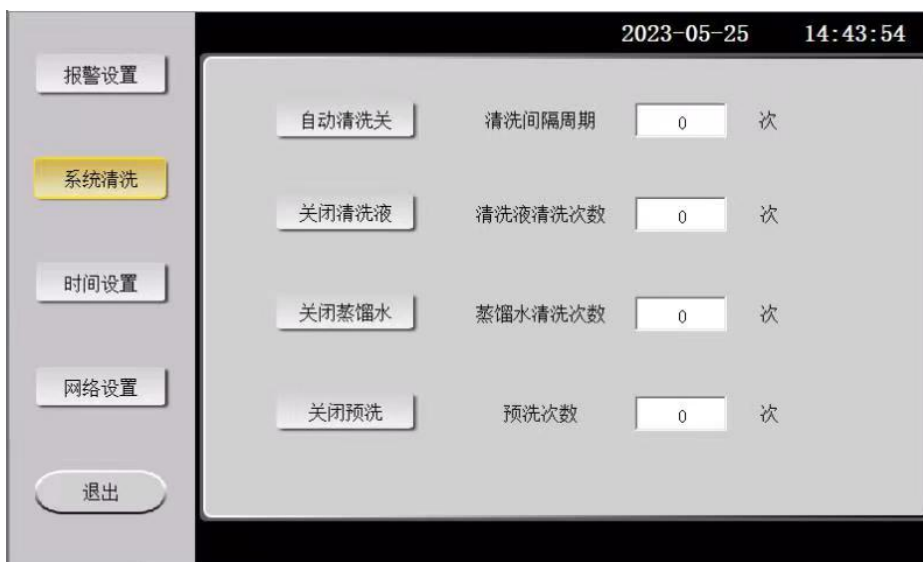 2023-05-25 14:43:54
报警设置
系统清洗
时间设置
网络设置
退出
自动清洗关 清洗间隔周期 0 次
关闭清洗液 清洗液清洗次数 0 次
关闭蒸馏水 蒸馏水清洗次数 0 次
关闭预洗 预洗次数 0 次